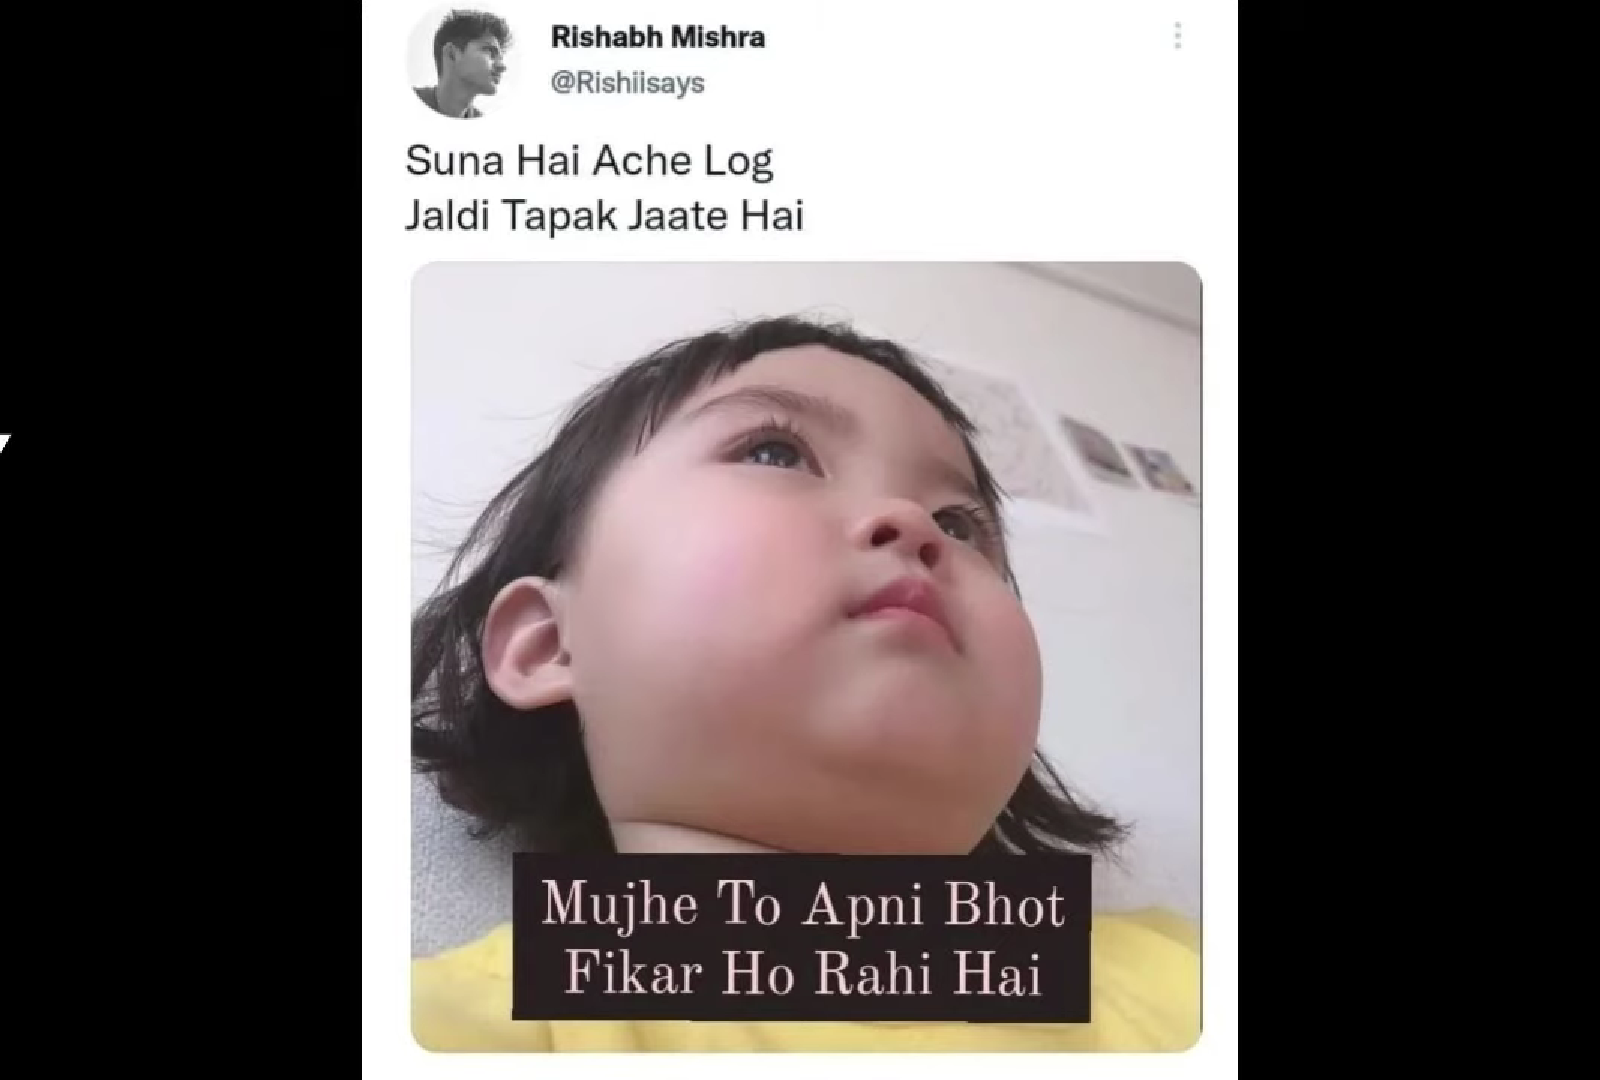 Rishabh Mishra
@Rishiisays
Suna Hai Ache Log
Jaldi Tapak Jaate Hai
Mujhe To Apni Bhot
Fikar Ho Rahi Hai